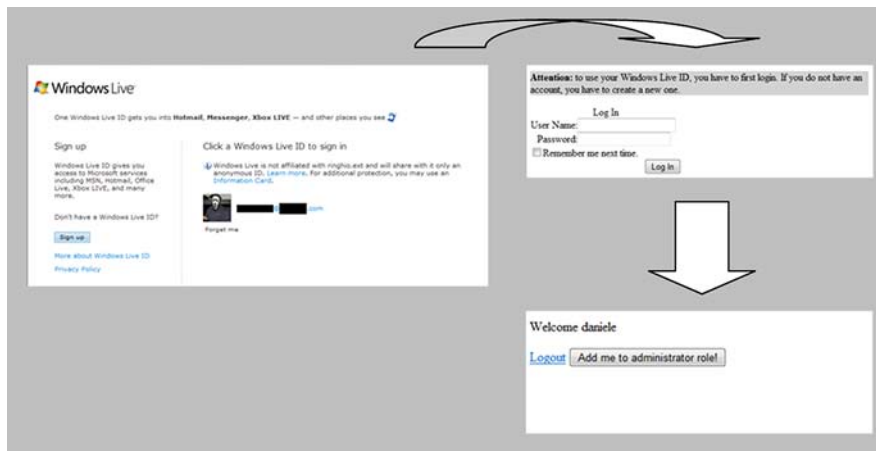 Windows Live
One Windows Live ID gets you into Hotmail, Messenger, Xbox LIVE — and other places you see
Sign up
Windows Live ID gives you
access to Microsoft services
including MSN, Hotmail, Office
Live, Xbox LIVE, and many
more.
Don't have a Windows Live ID?
Sign up
More about Windows Live ID
Privacy Policy
Click a Windows Live ID to sign in
Windows Live is not affiliated with ringhio.ext and will share with it only an
anonymous ID. Learn more. For additional protection, you may use an
Information Card.
.com
Forget me
Attention: to use your Windows Live ID, you have to first login. If you do not have an
account, you have to create a new one.
Log In
User Name:
Password:
Remember me next time.
Log In
Welcome daniele
Logout Add me to administrator role!